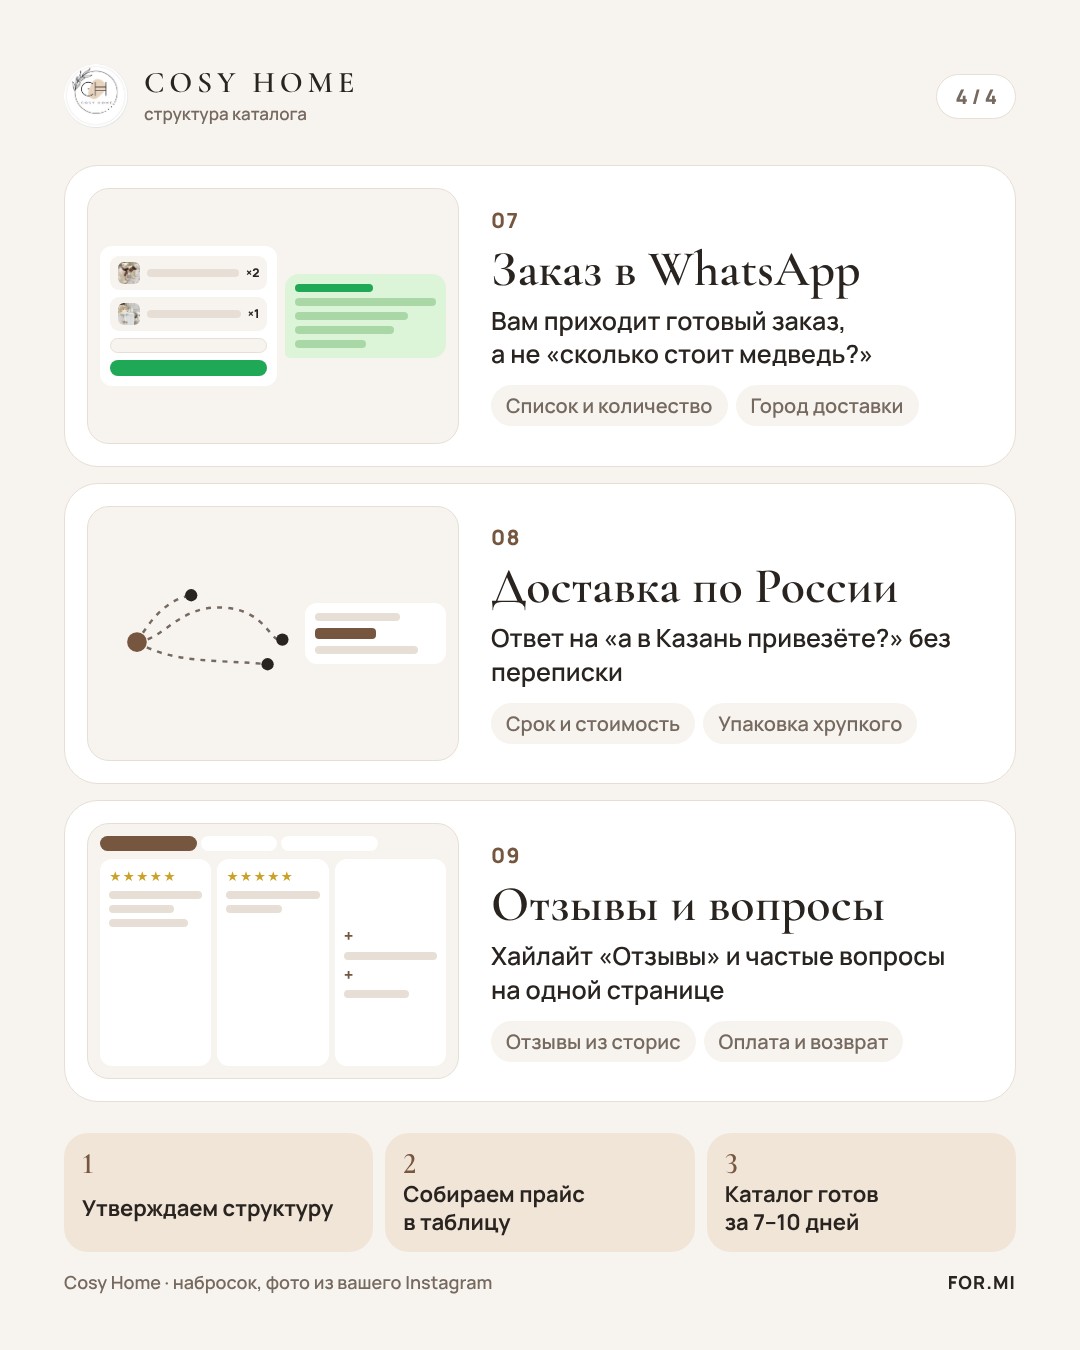 COSY HOME
структура каталога
4 / 4
×2
×1
07
Заказ в WhatsApp
Вам приходит готовый заказ,
а не «сколько стоит медведь?»
Список и количество
Город доставки
08
Доставка по России
Ответ на «а в Казань привезёте?» без
переписки
Срок и стоимость
Упаковка хрупкого
★★★★★
★★★★★
+
+
09
Отзывы и вопросы
Хайлайт «Отзывы» и частые вопросы
на одной странице
Отзывы из сторис
Оплата и возврат
1
Утверждаем структуру
2
Собираем прайс
в таблицу
3
Каталог готов
за 7–10 дней
Cosy Home · набросок, фото из вашего Instagram
FOR.MI